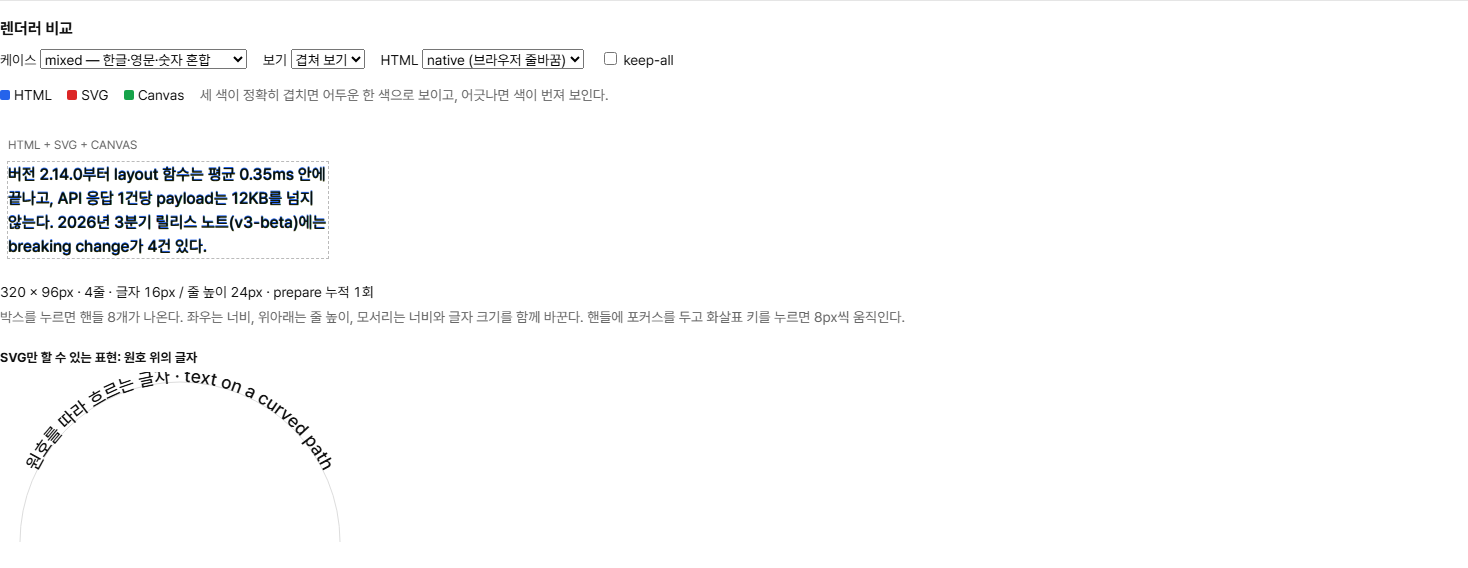 렌더러 비교
케이스 mixed — 한글·영문·숫자 혼합 보기 겹쳐 보기 HTML native (브라우저 줄바꿈) keep-all
HTML SVG Canvas 세 색이 정확히 겹치면 어두운 한 색으로 보이고, 어긋나면 색이 번져 보인다.
HTML + SVG + CANVAS
버전 2.14.0부터 layout 함수는 평균 0.35ms 안에
끝나고, API 응답 1건당 payload는 12KB를 넘지
않는다. 2026년 3분기 릴리스 노트(v3-beta)에는
breaking change가 4건 있다.
320 × 96px · 4줄 · 글자 16px / 줄 높이 24px · prepare 누적 1회
박스를 누르면 핸들 8개가 나온다. 좌우는 너비, 위아래는 줄 높이, 모서리는 너비와 글자 크기를 함께 바꾼다. 핸들에 포커스를 두고 화살표 키를 누르면 8px씩 움직인다.
SVG만 할 수 있는 표현: 원호 위의 글자
원호를 따라 흐르는 글자 · text on a curved path